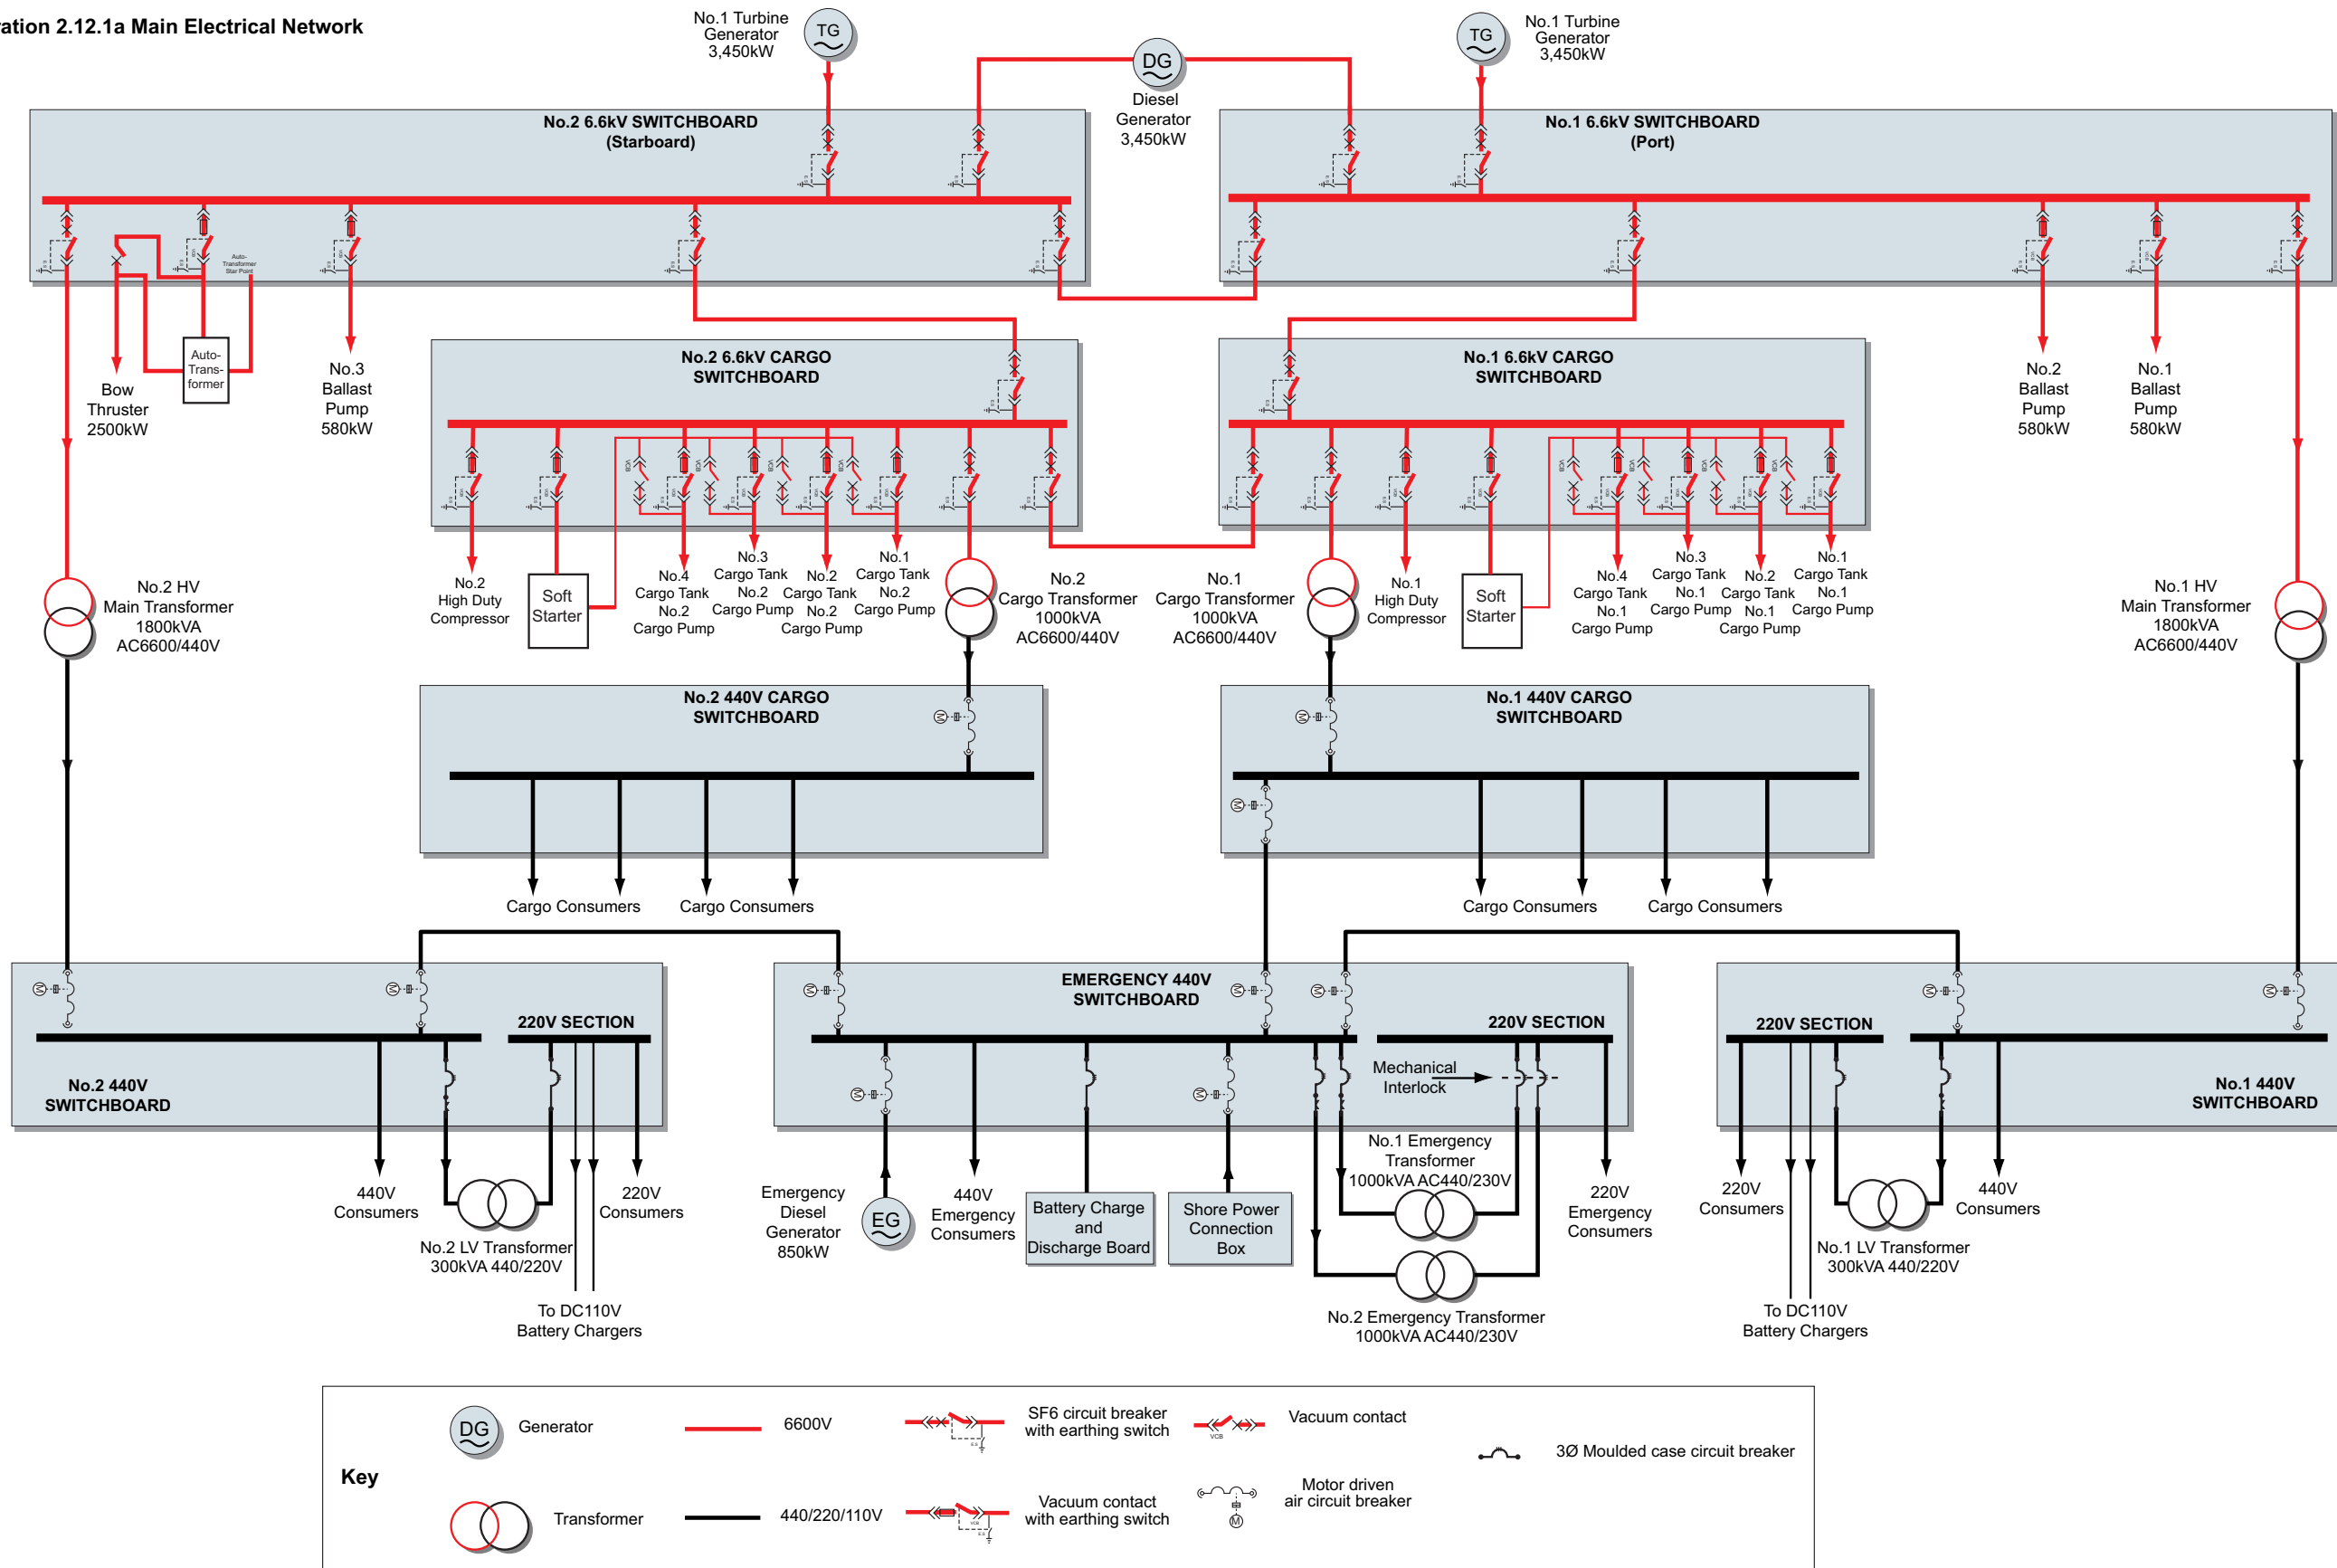 ration 2.12.1a Main Electrical Network
No.1 Turbine
Generator
3,450kW
TG
DG
Diesel
Generator
3,450kW
TG
No.1 Turbine
Generator
3,450kW
No.2 6.6kV SWITCHBOARD
(Starboard)
No.1 6.6kV SWITCHBOARD
(Port)
Auto-
Transformer
Star Point
Auto-
Trans-
former
Bow
Thruster
2500kW
No.3
Ballast
Pump
580kW
No.2
Ballast
Pump
580kW
No.1
Ballast
Pump
580kW
No.2 6.6kV CARGO
SWITCHBOARD
No.1 6.6kV CARGO
SWITCHBOARD
No.2 HV
Main Transformer
1800kVA
AC6600/440V
No.2
High Duty
Compressor
Soft
Starter
No.4
Cargo Tank
No.2
Cargo Pump
No.3
Cargo Tank
No.2
Cargo Pump
No.2
Cargo Tank
No.2
Cargo Pump
No.1
Cargo Tank
No.2
Cargo Pump
No.2
Cargo Transformer
1000kVA
AC6600/440V
No.1
Cargo Transformer
1000kVA
AC6600/440V
No.1
High Duty
Compressor
Soft
Starter
No.4
Cargo Tank
No.1
Cargo Pump
No.3
Cargo Tank
No.1
Cargo Pump
No.2
Cargo Tank
No.1
Cargo Pump
No.1
Cargo Tank
No.1
Cargo Pump
No.1 HV
Main Transformer
1800kVA
AC6600/440V
No.2 440V CARGO
SWITCHBOARD
No.1 440V CARGO
SWITCHBOARD
Cargo Consumers
Cargo Consumers
Cargo Consumers
Cargo Consumers
220V SECTION
No.2 440V
SWITCHBOARD
EMERGENCY 440V
SWITCHBOARD
220V SECTION
Mechanical
Interlock
220V SECTION
No.1 440V
SWITCHBOARD
440V
Consumers
220V
Consumers
No.2 LV Transformer
300kVA 440/220V
To DC110V
Battery Chargers
Emergency
Diesel
Generator
850kW
EG
440V
Emergency
Consumers
Battery Charge
and
Discharge Board
Shore Power
Connection
Box
No.1 Emergency
Transformer
1000kVA AC440/230V
No.2 Emergency Transformer
1000kVA AC440/230V
220V
Emergency
Consumers
220V
Consumers
440V
Consumers
No.1 LV Transformer
300kVA 440/220V
To DC110V
Battery Chargers
Key
DG
Generator
6600V
SF6 circuit breaker
with earthing switch
VCB
Vacuum contact
3Ø Moulded case circuit breaker
Transformer
440/220/110V
Vacuum contact
with earthing switch
M
Motor driven
air circuit breaker